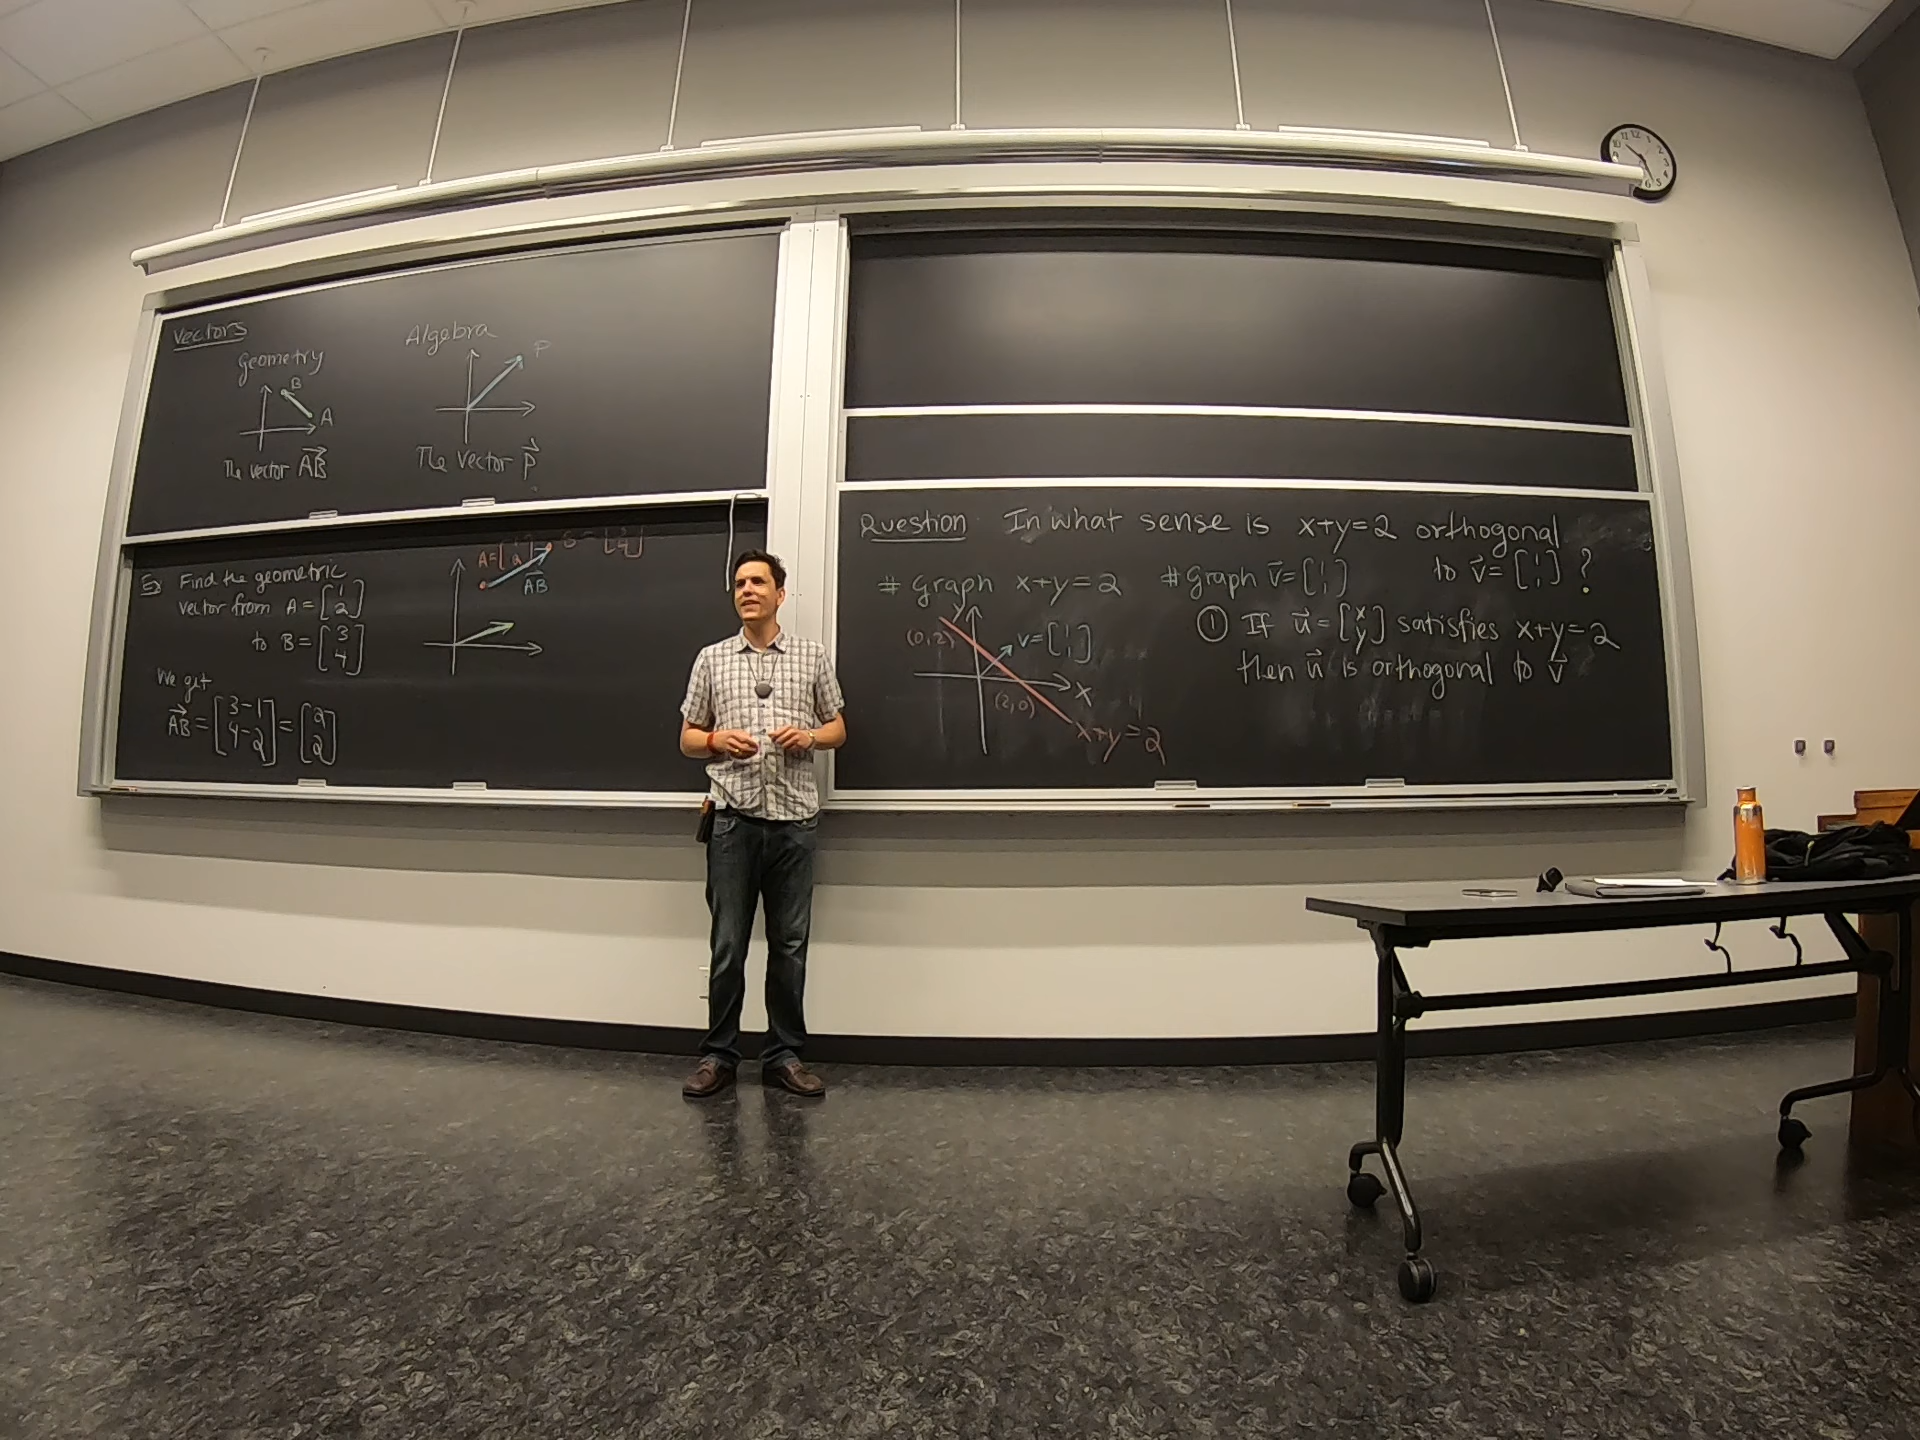 Vectors
Geometry
B
A
The vector AB
Algebra
P
The Vector P
Ex Find the geometric
vector from A = [1 2]
to B = [3 4]
We get
AB = [3-1 4-2] = [2 2]
AB
Question In what sense is x+y=2 orthogonal
to v = [1 1] ?
# Graph x+y=2
# Graph v = [1 1]
y
(0,2)
v = [1 1]
x
(2,0)
x+y=2
① If u = [x y] satisfies x+y=2
then u is orthogonal to v